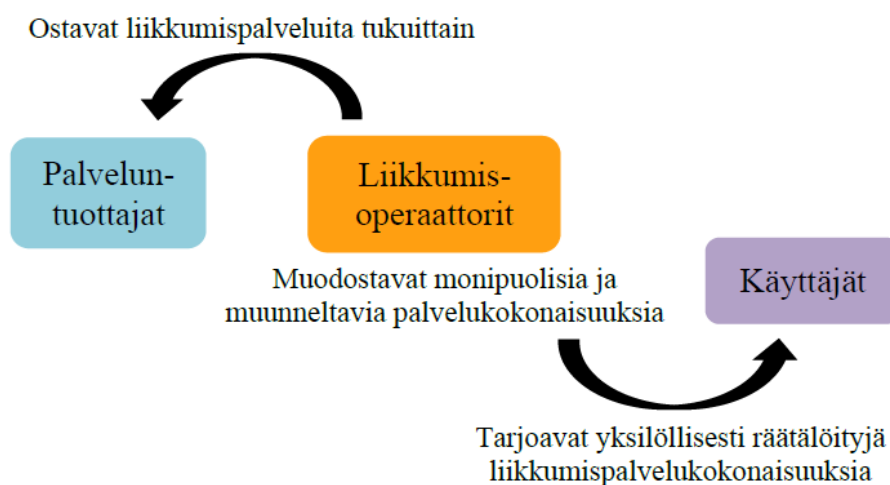 Ostavat liikkumispalveluita tukuittain
Palvelun-
tuottajat
Liikkumis-
operaattorit
Muodostavat monipuolisia ja
muunneltavia palvelukokonaisuuksia
Käyttäjät
Tarjoavat yksilöllisesti räätälöityjä
liikkumispalvelukokonaisuuksia